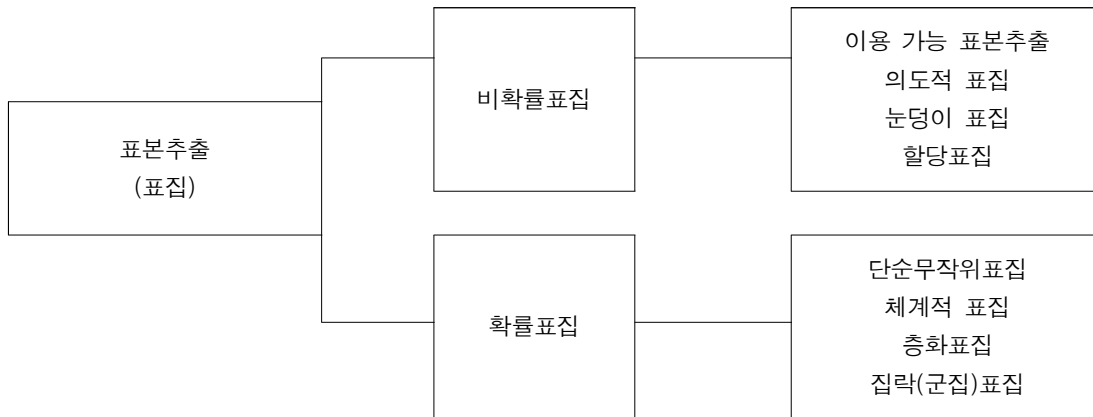 표본추출
(표집)
비확률표집
이용 가능 표본추출
의도적 표집
눈덩이 표집
할당표집
확률표집
단순무작위표집
체계적 표집
층화표집
집락(군집)표집